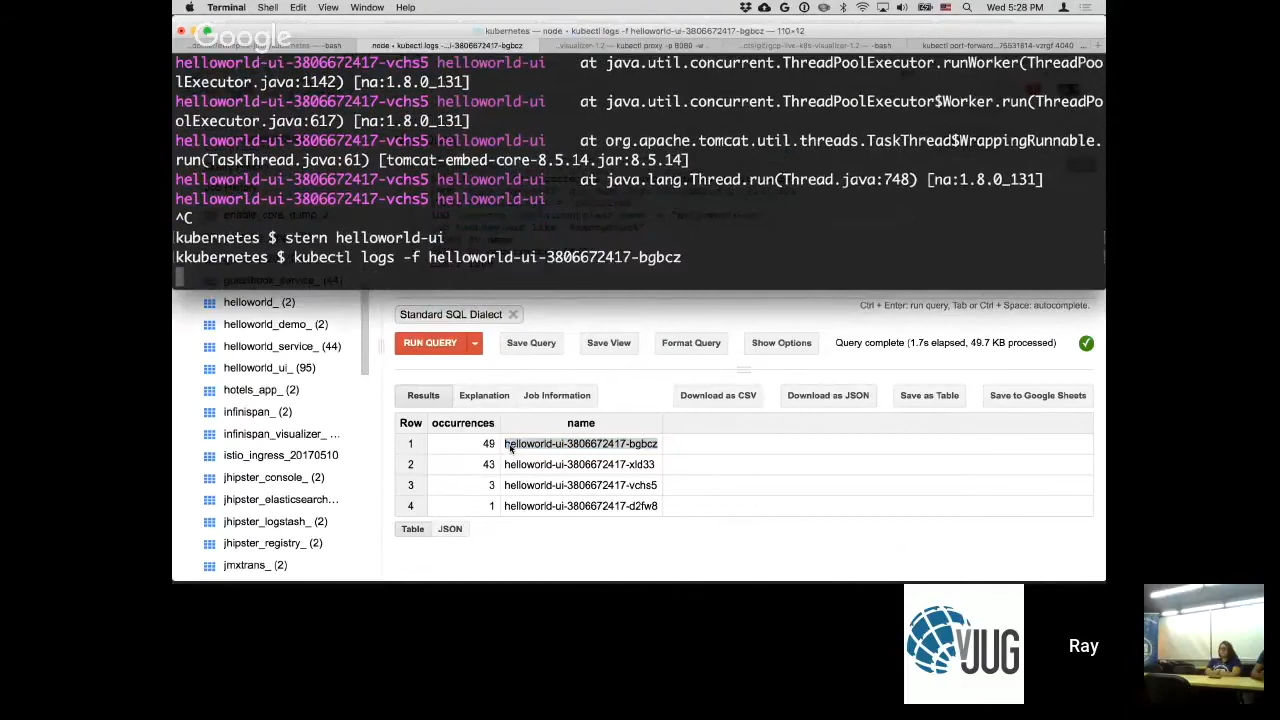 Terminal Shell Edit View Window Help
Wed 5:28 PM
Google
kubernetes — node • kubectl logs -f helloworld-ui-3806672417-bgbcz — 110×12
node • kubectl logs -...i-3806672417-bgbcz
helloworld-ui-3806672417-vchs5 helloworld-ui at java.util.concurrent.ThreadPoolExecutor.runWorker(ThreadPoo
lExecutor.java:1142) [na:1.8.0_131]
helloworld-ui-3806672417-vchs5 helloworld-ui at java.util.concurrent.ThreadPoolExecutor$Worker.run(ThreadPo
olExecutor.java:617) [na:1.8.0_131]
helloworld-ui-3806672417-vchs5 helloworld-ui at org.apache.tomcat.util.threads.TaskThread$WrappingRunnable.
run(TaskThread.java:61) [tomcat-embed-core-8.5.14.jar:8.5.14]
helloworld-ui-3806672417-vchs5 helloworld-ui at java.lang.Thread.run(Thread.java:748) [na:1.8.0_131]
helloworld-ui-3806672417-vchs5 helloworld-ui
^C
kubernetes $ stern helloworld-ui
kkubernetes $ kubectl logs -f helloworld-ui-3806672417-bgbcz
guestbook_service_ (44)
helloworld_ (2)
helloworld_demo_ (2)
helloworld_service_ (44)
helloworld_ui_ (95)
hotels_app_ (2)
infinispan_ (2)
infinispan_visualizer_ ...
istio_ingress_20170510
jhipster_console_ (2)
jhipster_elasticsearch...
jhipster_logstash_ (2)
jhipster_registry_ (2)
jmxtrans_ (2)
Ctrl + Enter: run query, Tab or Ctrl + Space: autocomplete.
Standard SQL Dialect
RUN QUERY Save Query Save View Format Query Show Options Query complete (1.7s elapsed, 49.7 KB processed)
Results Explanation Job Information Download as CSV Download as JSON Save as Table Save to Google Sheets
Row occurrences name
1 49 helloworld-ui-3806672417-bgbcz
2 43 helloworld-ui-3806672417-xld33
3 3 helloworld-ui-3806672417-vchs5
4 1 helloworld-ui-3806672417-d2fw8
Table JSON
vJUG
Ray